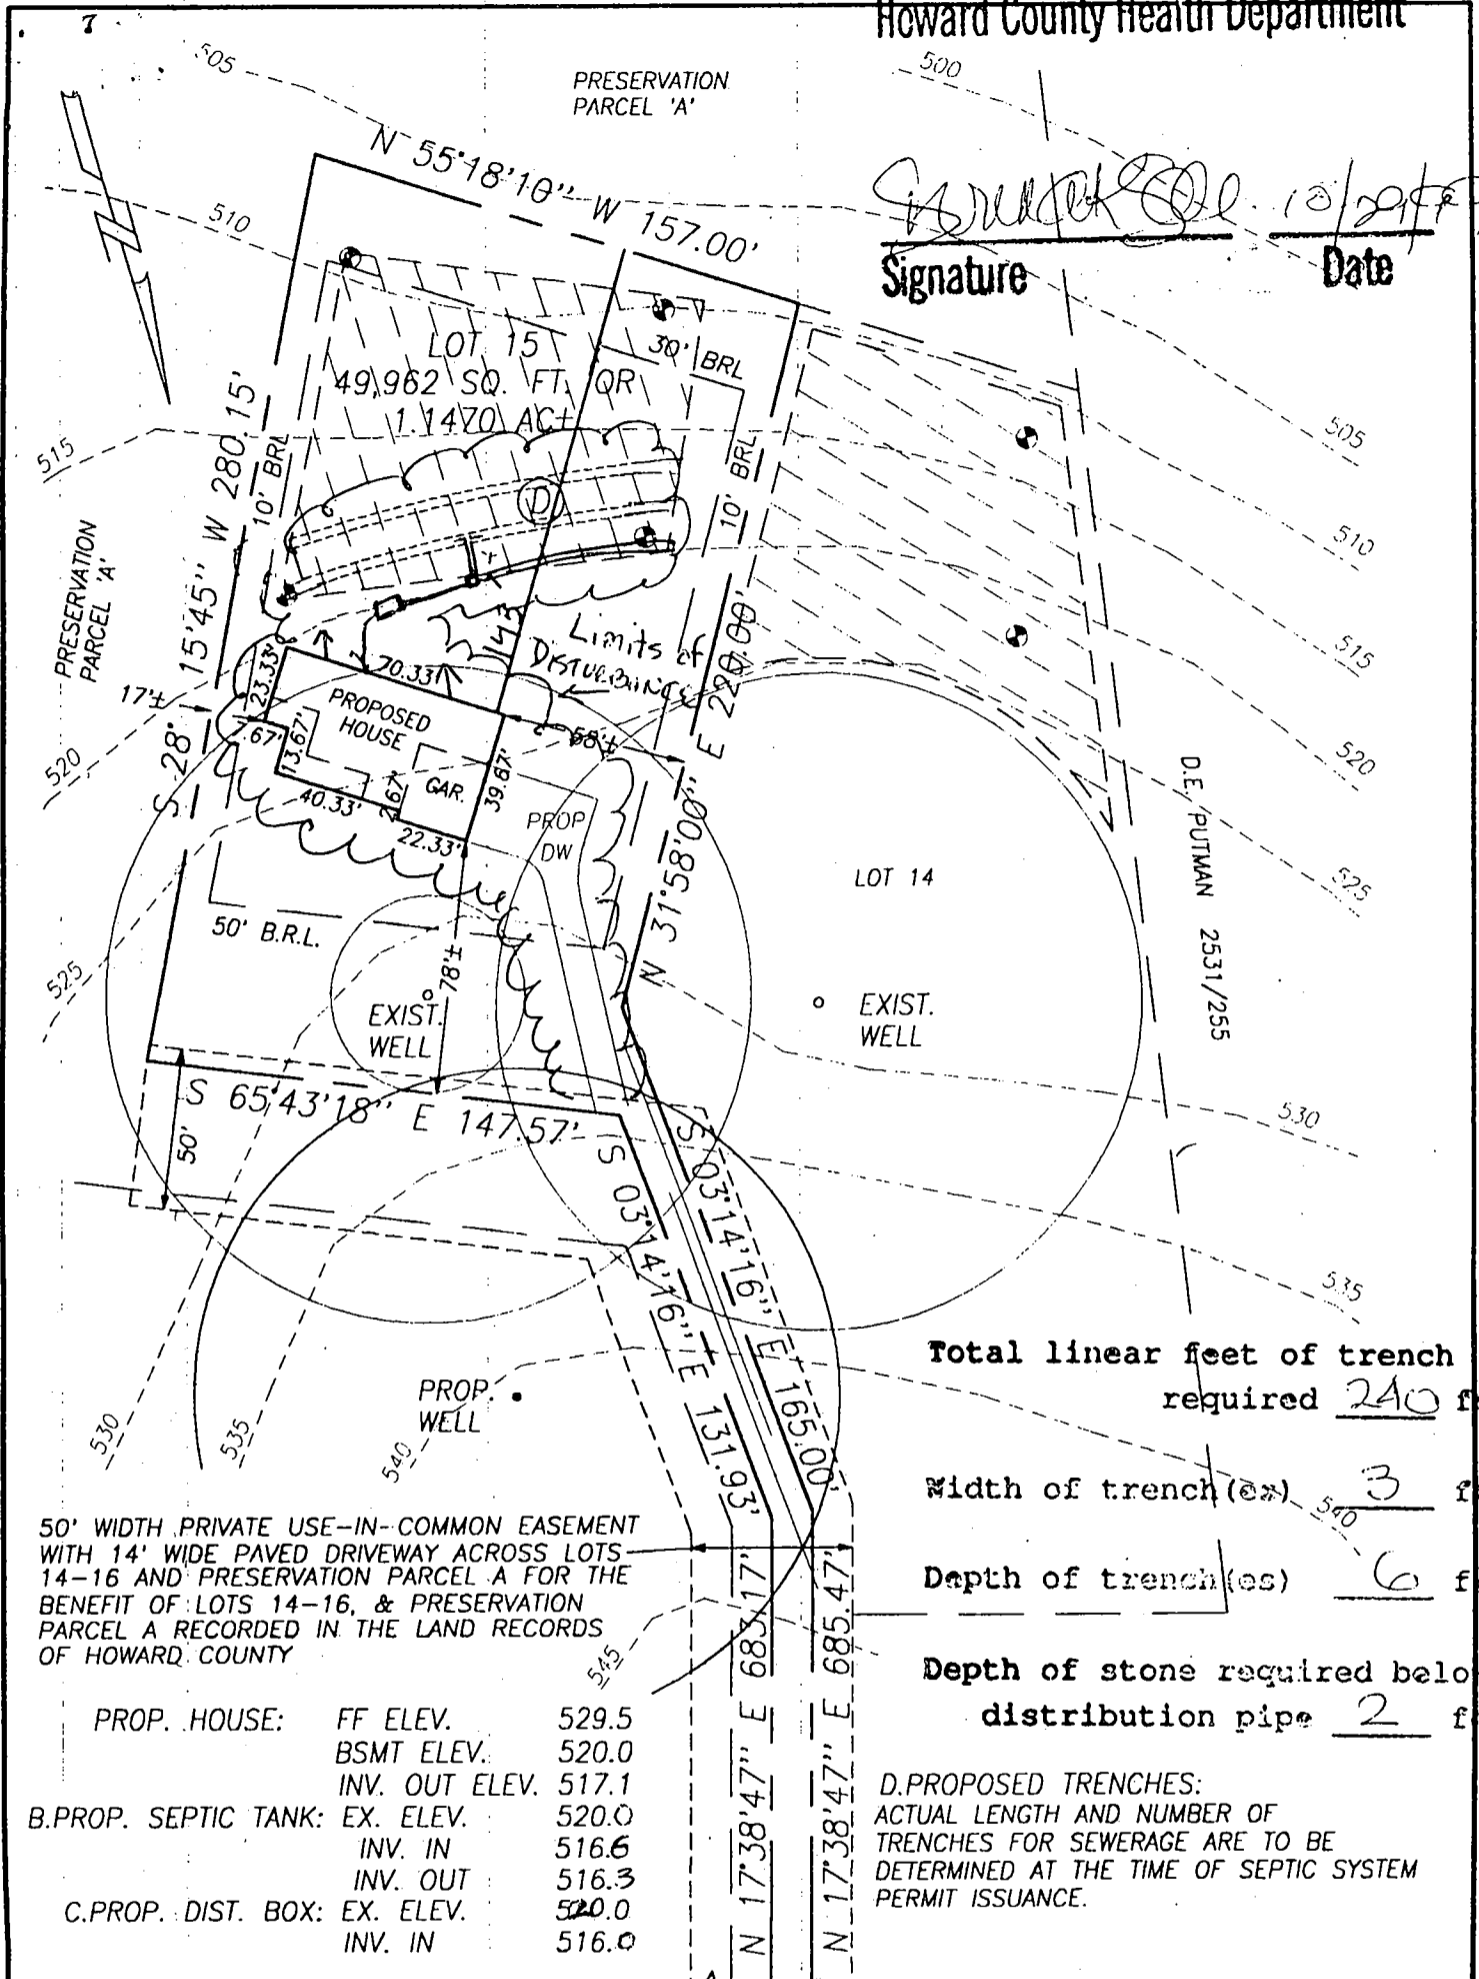 7
Howard County Health Department
505
500
PRESERVATION
PARCEL 'A'
N 55°18'10" W 157.00'
10/29/
Signature
Date
510
LOT 15
49,962 SQ. FT. OR
1.1470 AC±
30' BRL
515
505
10' BRL
10' BRL
S 28° 15'45" W 280.15'
D
510
PRESERVATION
PARCEL 'A'
143
Limits of
DISTURBANCE
515
17'±
23.33'
70.33'
PROPOSED
HOUSE
58'±
N 31°58'00" E 220.00'
520
7.67'
13.67'
40.33'
2.67'
GAR.
39.67'
22.33'
PROP
DW
520
D.E. PUTMAN 2531/255
LOT 14
525
50' B.R.L.
525
78'±
EXIST.
WELL
EXIST.
WELL
S 65°43'18" E 147.57'
50'
530
S 03°14'16" E 131.93'
S 03°14'16" E 165.00'
535
Total linear feet of trench
required 240 f
PROP.
WELL
530
535
540
Width of trench(es) 3 f
540
50' WIDTH PRIVATE USE-IN-COMMON EASEMENT
WITH 14' WIDE PAVED DRIVEWAY ACROSS LOTS
14-16 AND PRESERVATION PARCEL A FOR THE
BENEFIT OF LOTS 14-16, & PRESERVATION
PARCEL A RECORDED IN THE LAND RECORDS
OF HOWARD COUNTY
Depth of trench(es) 6 f
545
N 17°38'47" E 683.17'
N 17°38'47" E 685.47'
Depth of stone required belo
distribution pipe 2 f
PROP. HOUSE: FF ELEV. 529.5
BSMT ELEV. 520.0
INV. OUT ELEV. 517.1
B.PROP. SEPTIC TANK: EX. ELEV. 520.0
INV. IN 516.6
INV. OUT 516.3
C.PROP. DIST. BOX: EX. ELEV. 520.0
INV. IN 516.0
D.PROPOSED TRENCHES:
ACTUAL LENGTH AND NUMBER OF
TRENCHES FOR SEWERAGE ARE TO BE
DETERMINED AT THE TIME OF SEPTIC SYSTEM
PERMIT ISSUANCE.